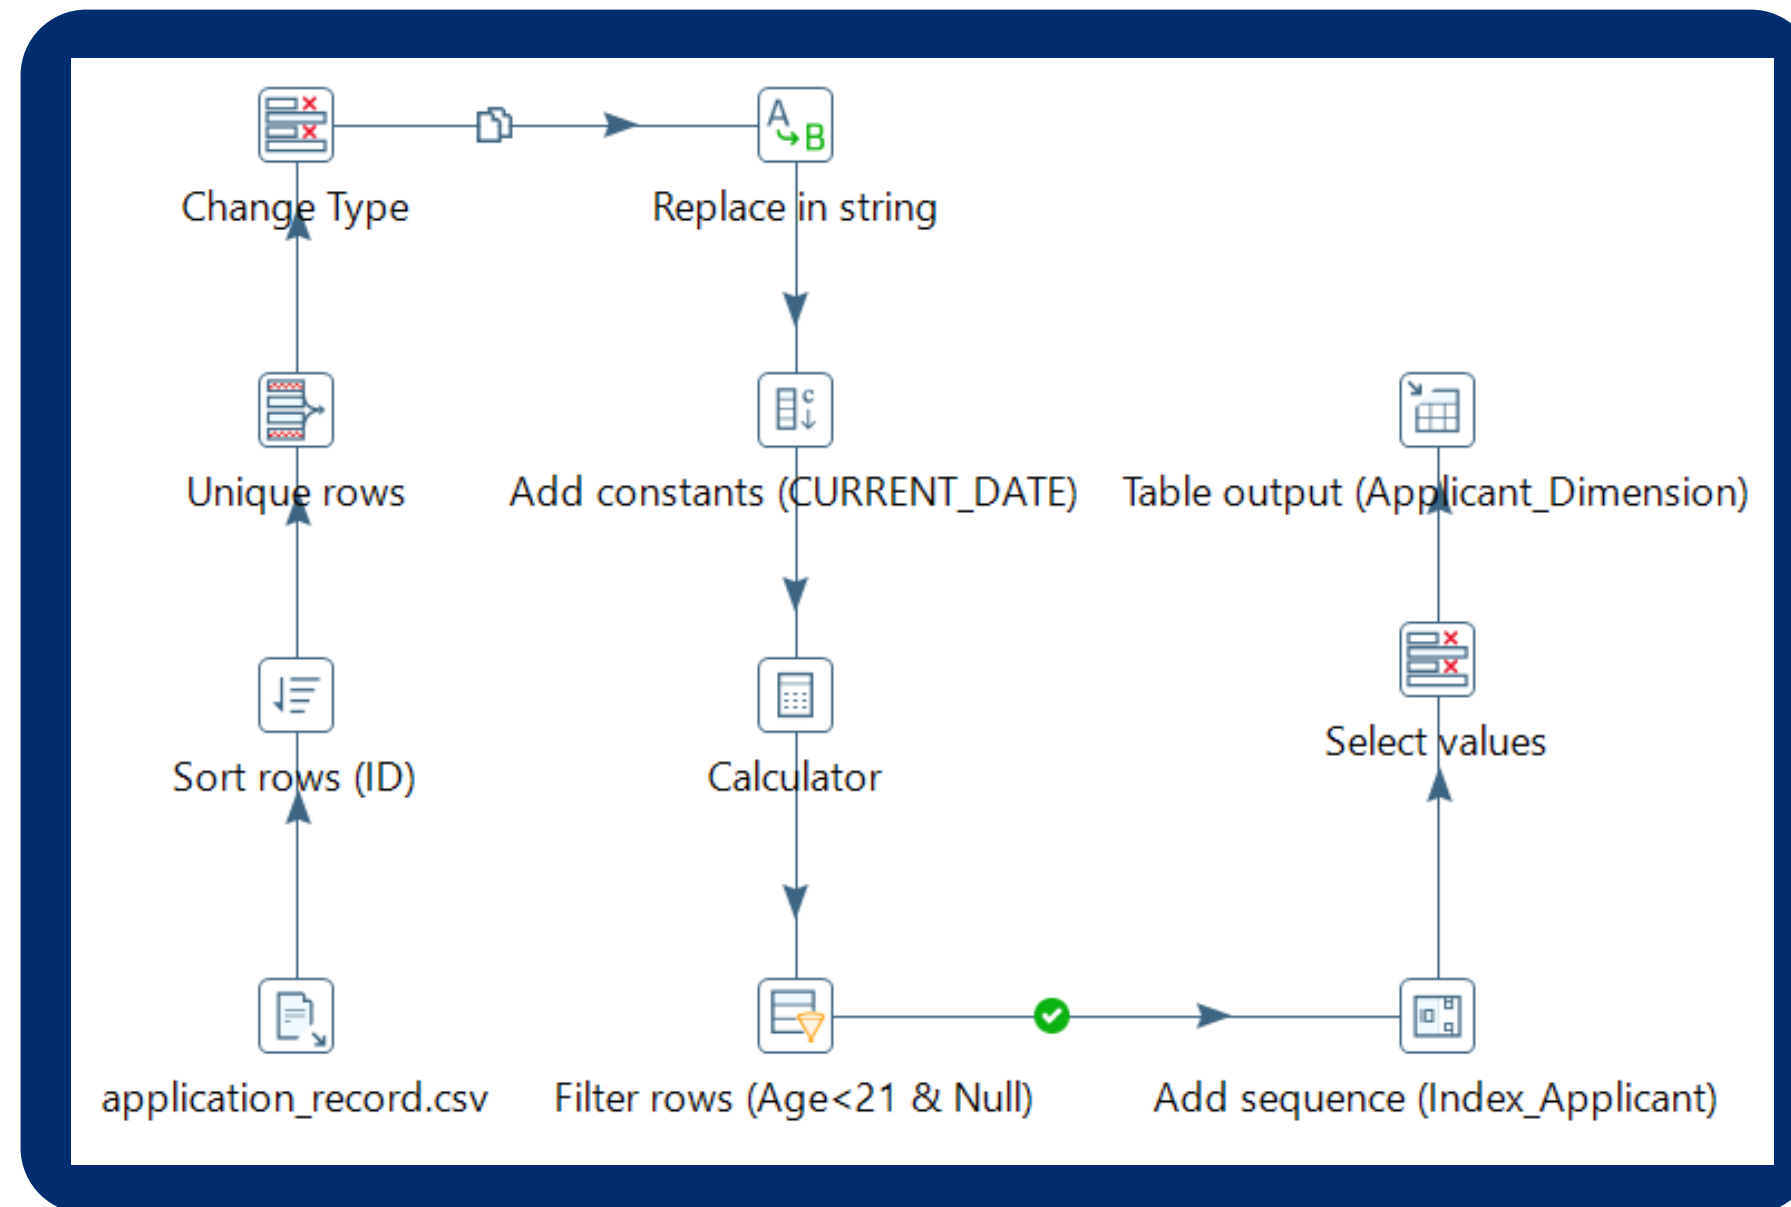 Change Type
Replace in string
Unique rows
Add constants (CURRENT_DATE)
Table output (Applicant_Dimension)
Sort rows (ID)
Calculator
Select values
application_record.csv
Filter rows (Age<21 & Null)
Add sequence (Index_Applicant)